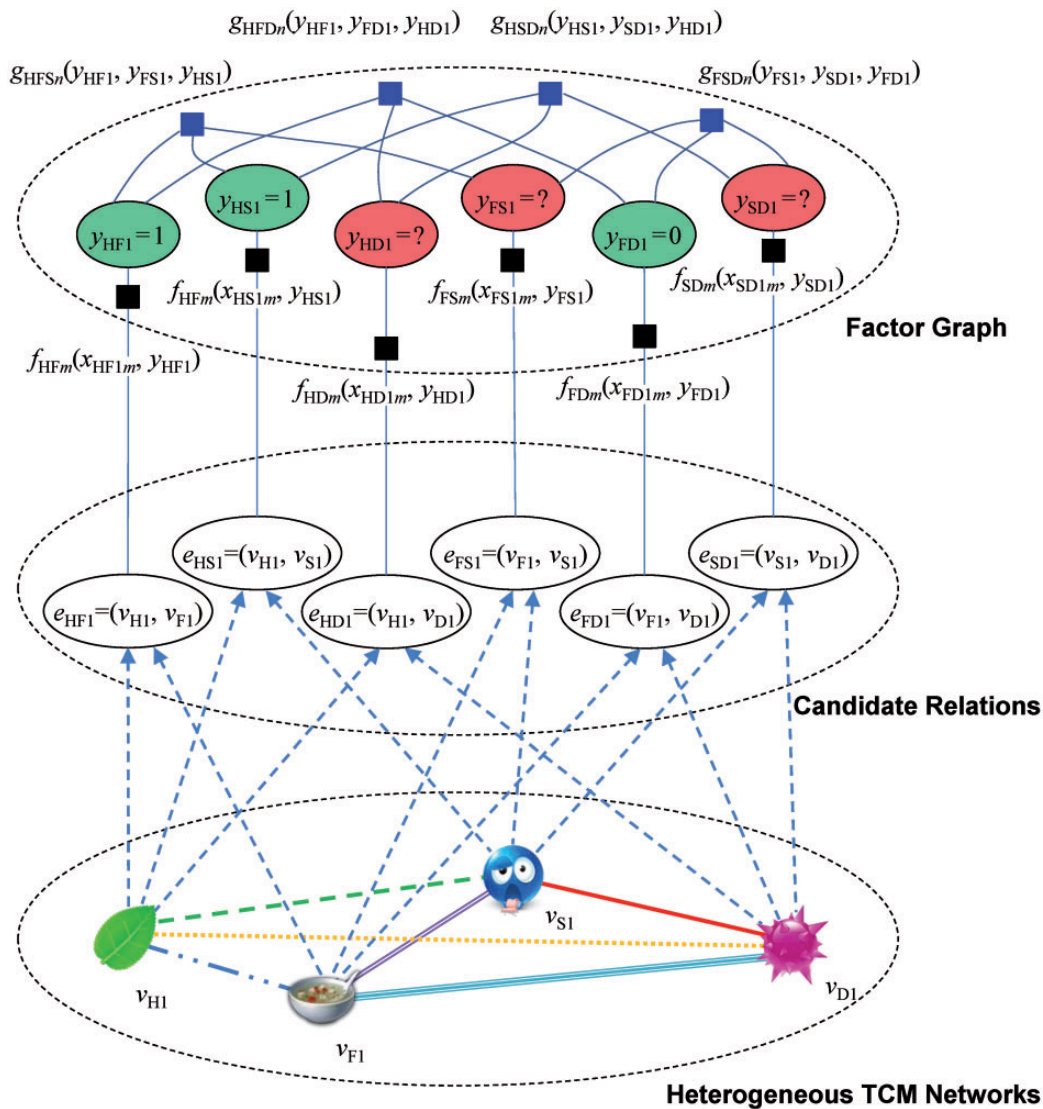 g_HFDn(y_HF1, y_FD1, y_HD1) g_HSDn(y_HS1, y_SD1, y_HD1)
g_HFSn(y_HF1, y_FS1, y_HS1) g_FSDn(y_FS1, y_SD1, y_FD1)
y_HS1=1 y_FS1=? y_SD1=?
y_HF1=1 y_HD1=? y_FD1=0
f_HFm(x_HS1m, y_HS1) f_FSm(x_FS1m, y_FS1) f_SDm(x_SD1m, y_SD1)
Factor Graph
f_HFm(x_HF1m, y_HF1)
f_HDm(x_HD1m, y_HD1) f_FDm(x_FD1m, y_FD1)
e_HS1=(v_H1, v_S1) e_FS1=(v_F1, v_S1) e_SD1=(v_S1, v_D1)
e_HF1=(v_H1, v_F1) e_HD1=(v_H1, v_D1) e_FD1=(v_F1, v_D1)
Candidate Relations
v_S1
v_H1 v_D1
v_F1
Heterogeneous TCM Networks